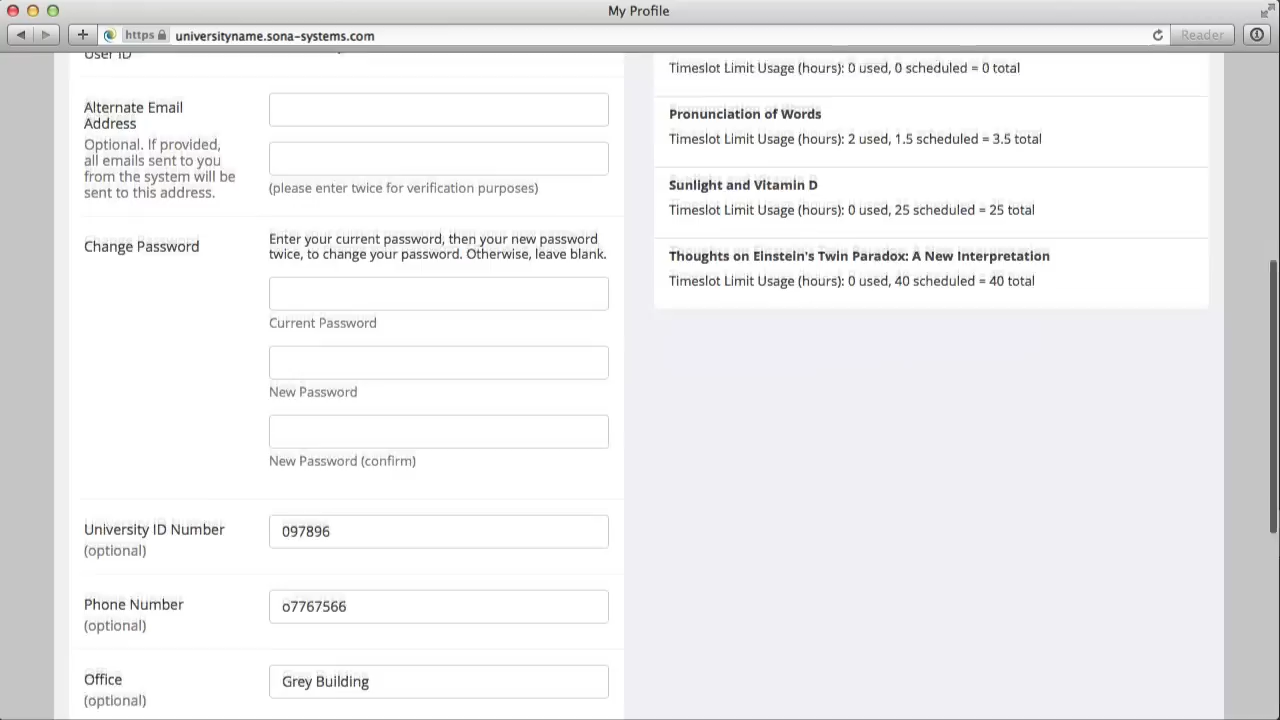 My Profile
https
universityname.sona-systems.com
Reader
User ID
Alternate Email
Address
Optional. If provided,
all emails sent to you
from the system will be
sent to this address.
(please enter twice for verification purposes)
Change Password
Enter your current password, then your new password
twice, to change your password. Otherwise, leave blank.
Current Password
New Password
New Password (confirm)
University ID Number
(optional)
097896
Phone Number
(optional)
o7767566
Office
(optional)
Grey Building
Timeslot Limit Usage (hours): 0 used, 0 scheduled = 0 total
Pronunciation of Words
Timeslot Limit Usage (hours): 2 used, 1.5 scheduled = 3.5 total
Sunlight and Vitamin D
Timeslot Limit Usage (hours): 0 used, 25 scheduled = 25 total
Thoughts on Einstein's Twin Paradox: A New Interpretation
Timeslot Limit Usage (hours): 0 used, 40 scheduled = 40 total